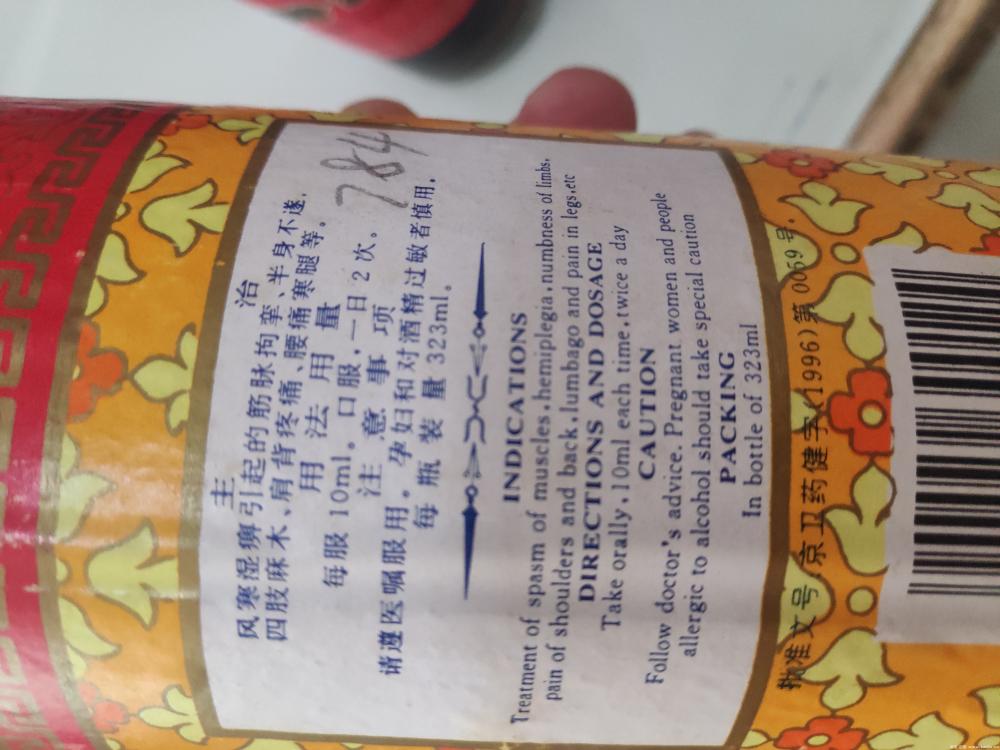 主 治
风寒湿痹引起的筋脉拘挛、半身不遂,
四肢麻木、肩背疼痛、腰痛寒腿等。
用 法 用 量
每服10ml。口服,一日2次。
注 意 事 项
请遵医嘱服用。孕妇和对酒精过敏者慎用,
每 瓶 装 量 323ml。
784
INDICATIONS
Treatment of spasm of muscles,hemiplegia,numbness of limbs,
pain of shoulders and back,lumbago and pain in legs,etc
DIRECTIONS AND DOSAGE
Take orally,10ml each time,twice a day
CAUTION
Follow doctor's advice. Pregnant women and people
allergic to alcohol should take special caution
PACKING
In bottle of 323ml
批准文号:京卫药健字(1996)第0059号.